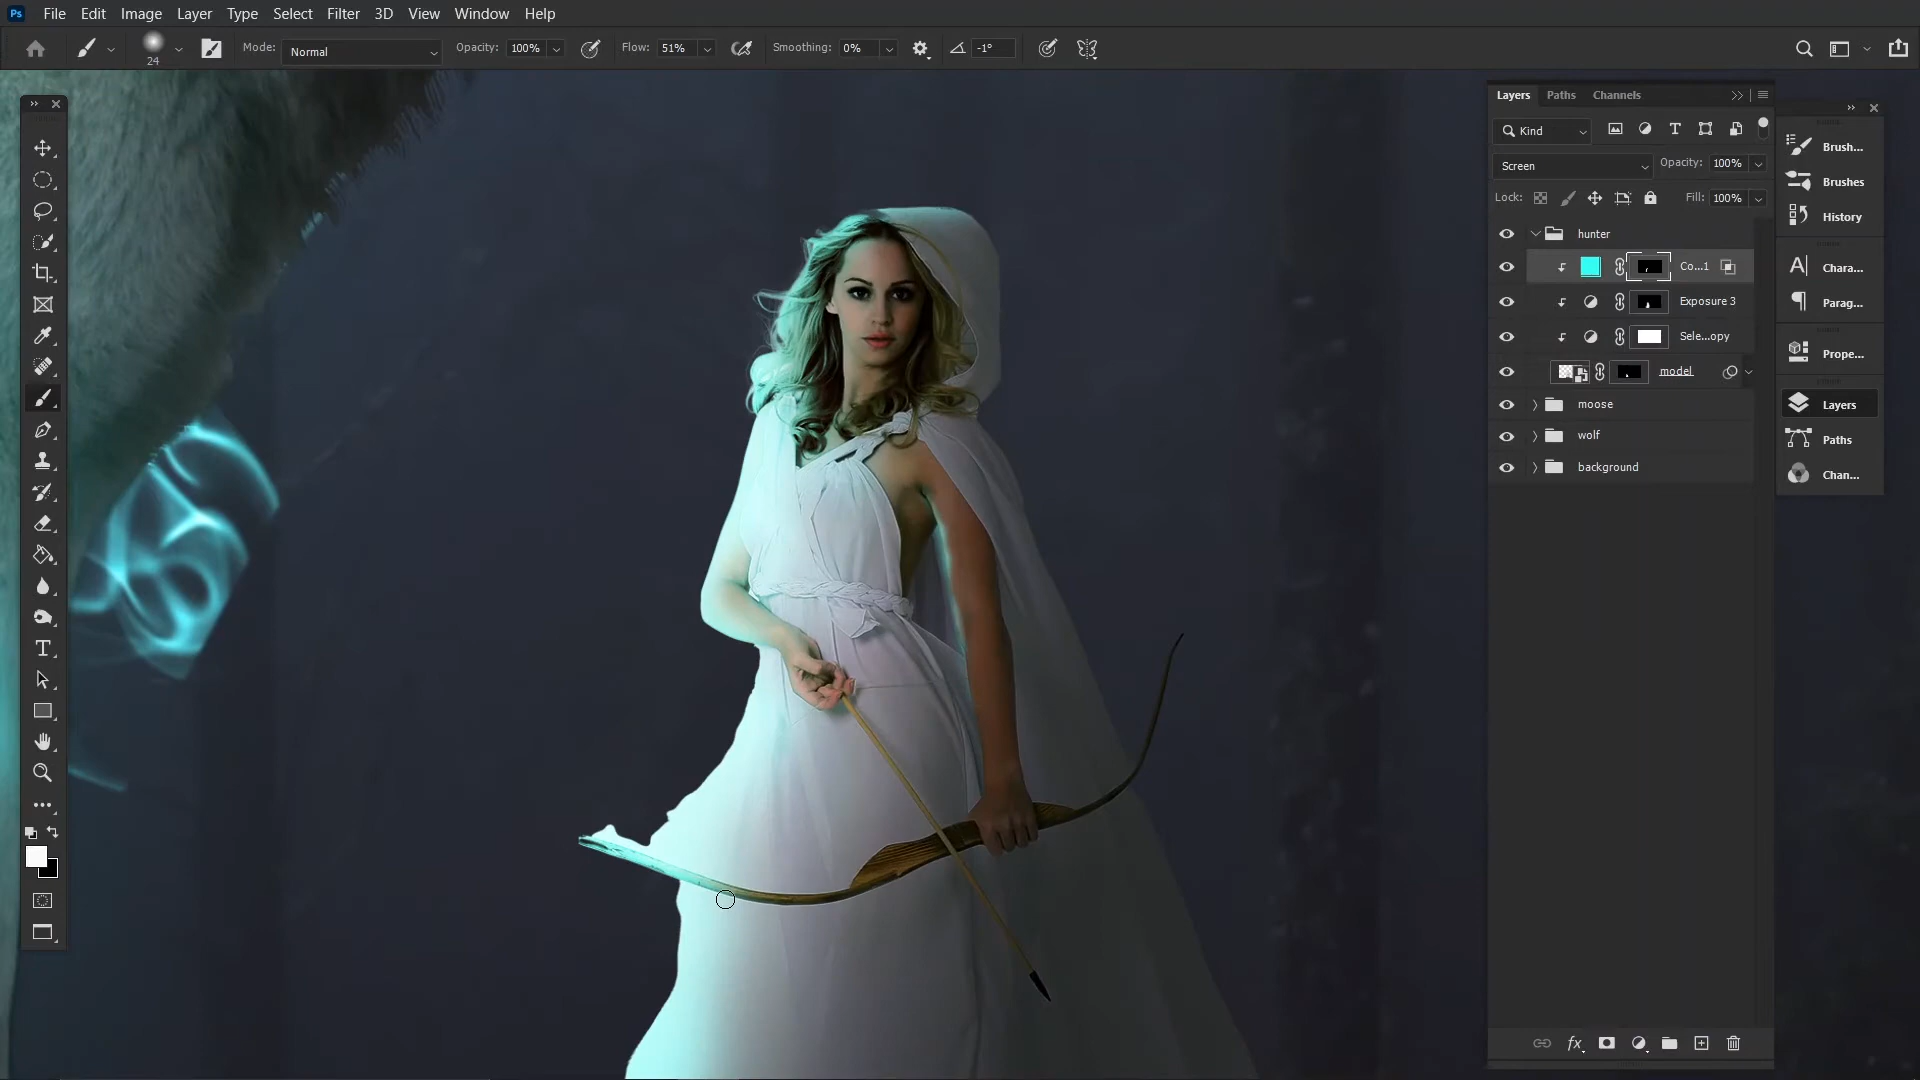 Ps File Edit Image Layer Type Select Filter 3D View Window Help
24 Mode: Normal Opacity: 100% Flow: 51% Smoothing: 0% -1°
Layers Paths Channels
Kind
Screen Opacity: 100%
Lock: Fill: 100%
hunter
Co...1
Exposure 3
Sele...opy
model
moose
wolf
background
Brush...
Brushes
History
Chara...
Parag...
Prope...
Layers
Paths
Chan...